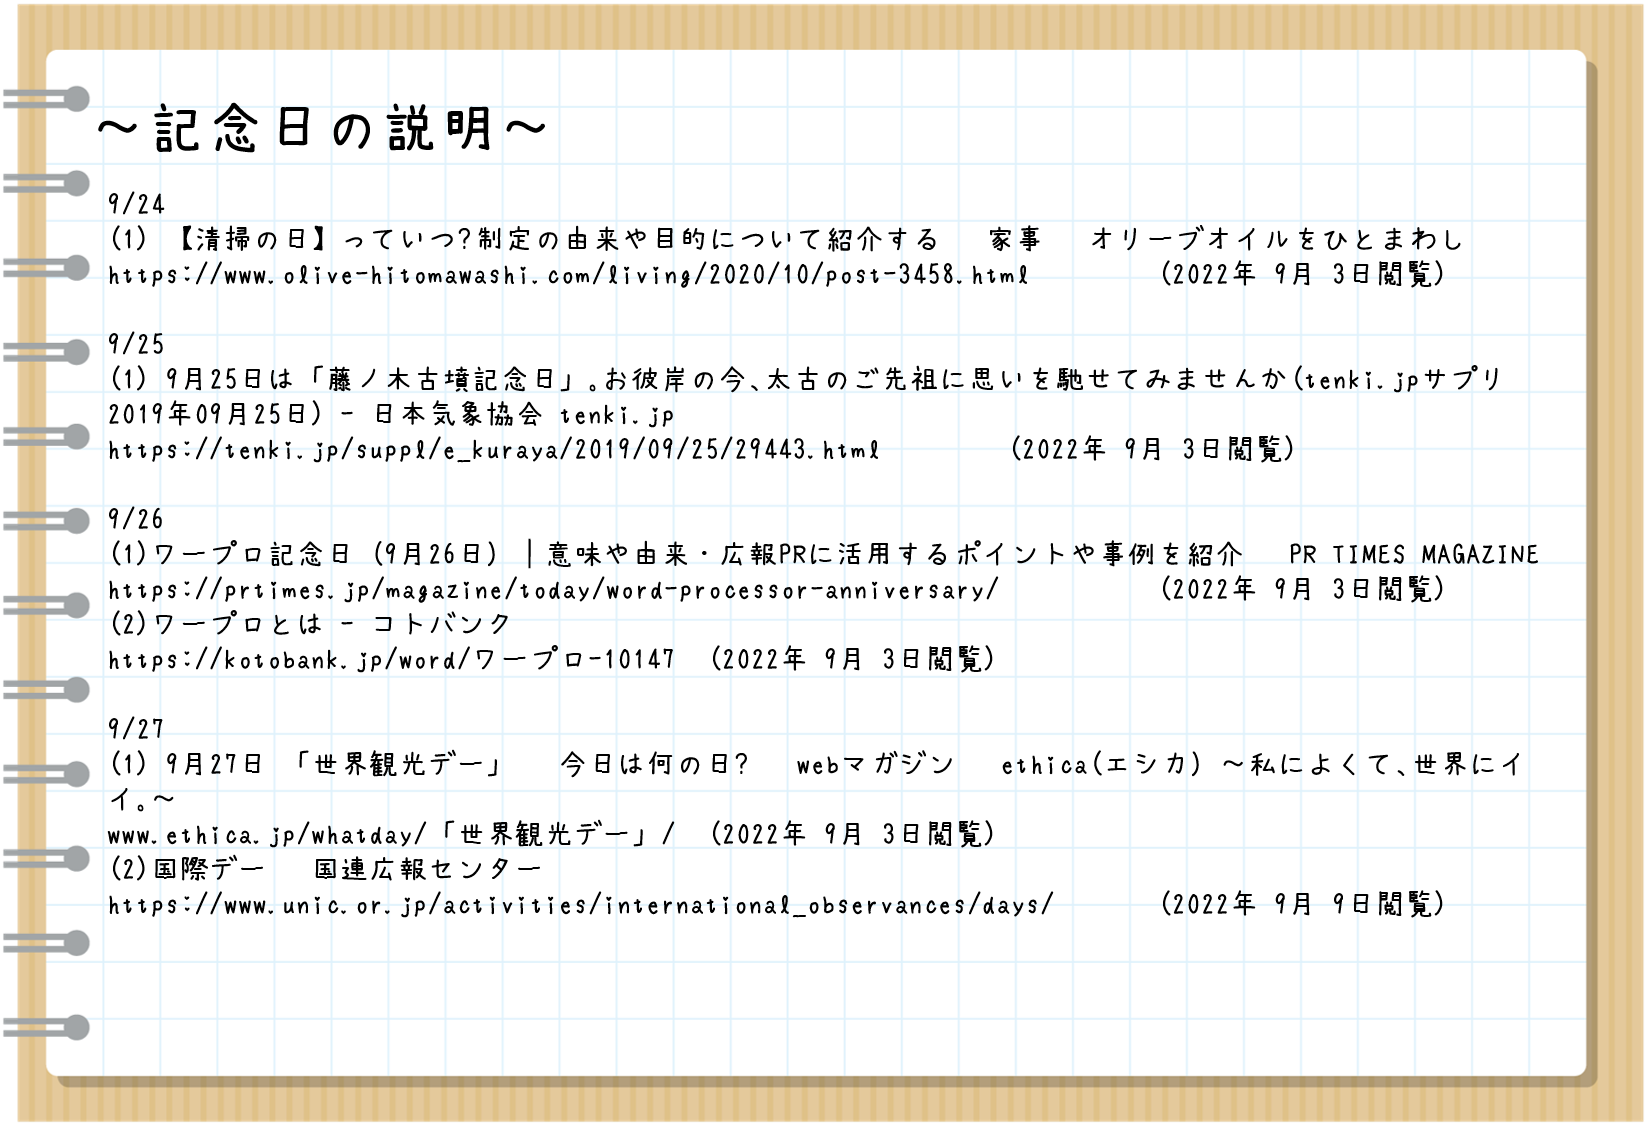 ～記念日の説明～
9/24
(1) 【清掃の日】っていつ?制定の由来や目的について紹介する　家事　オリーブオイルをひとまわし
https://www.olive-hitomawashi.com/living/2020/10/post-3458.html (2022年 9月 3日閲覧)
9/25
(1) 9月25日は「藤ノ木古墳記念日」。お彼岸の今、太古のご先祖に思いを馳せてみませんか(tenki.jpサプリ
2019年09月25日) - 日本気象協会 tenki.jp
https://tenki.jp/suppl/e_kuraya/2019/09/25/29443.html (2022年 9月 3日閲覧)
9/26
(1)ワープロ記念日 (9月26日) |意味や由来・広報PRに活用するポイントや事例を紹介　PR TIMES MAGAZINE
https://prtimes.jp/magazine/today/word-processor-anniversary/ (2022年 9月 3日閲覧)
(2)ワープロとは - コトバンク
https://kotobank.jp/word/ワープロ-10147 (2022年 9月 3日閲覧)
9/27
(1) 9月27日 「世界観光デー」　今日は何の日?　webマガジン　ethica(エシカ) ～私によくて、世界にイ
イ。～
www.ethica.jp/whatday/「世界観光デー」/ (2022年 9月 3日閲覧)
(2)国際デー　国連広報センター
https://www.unic.or.jp/activities/international_observances/days/ (2022年 9月 9日閲覧)